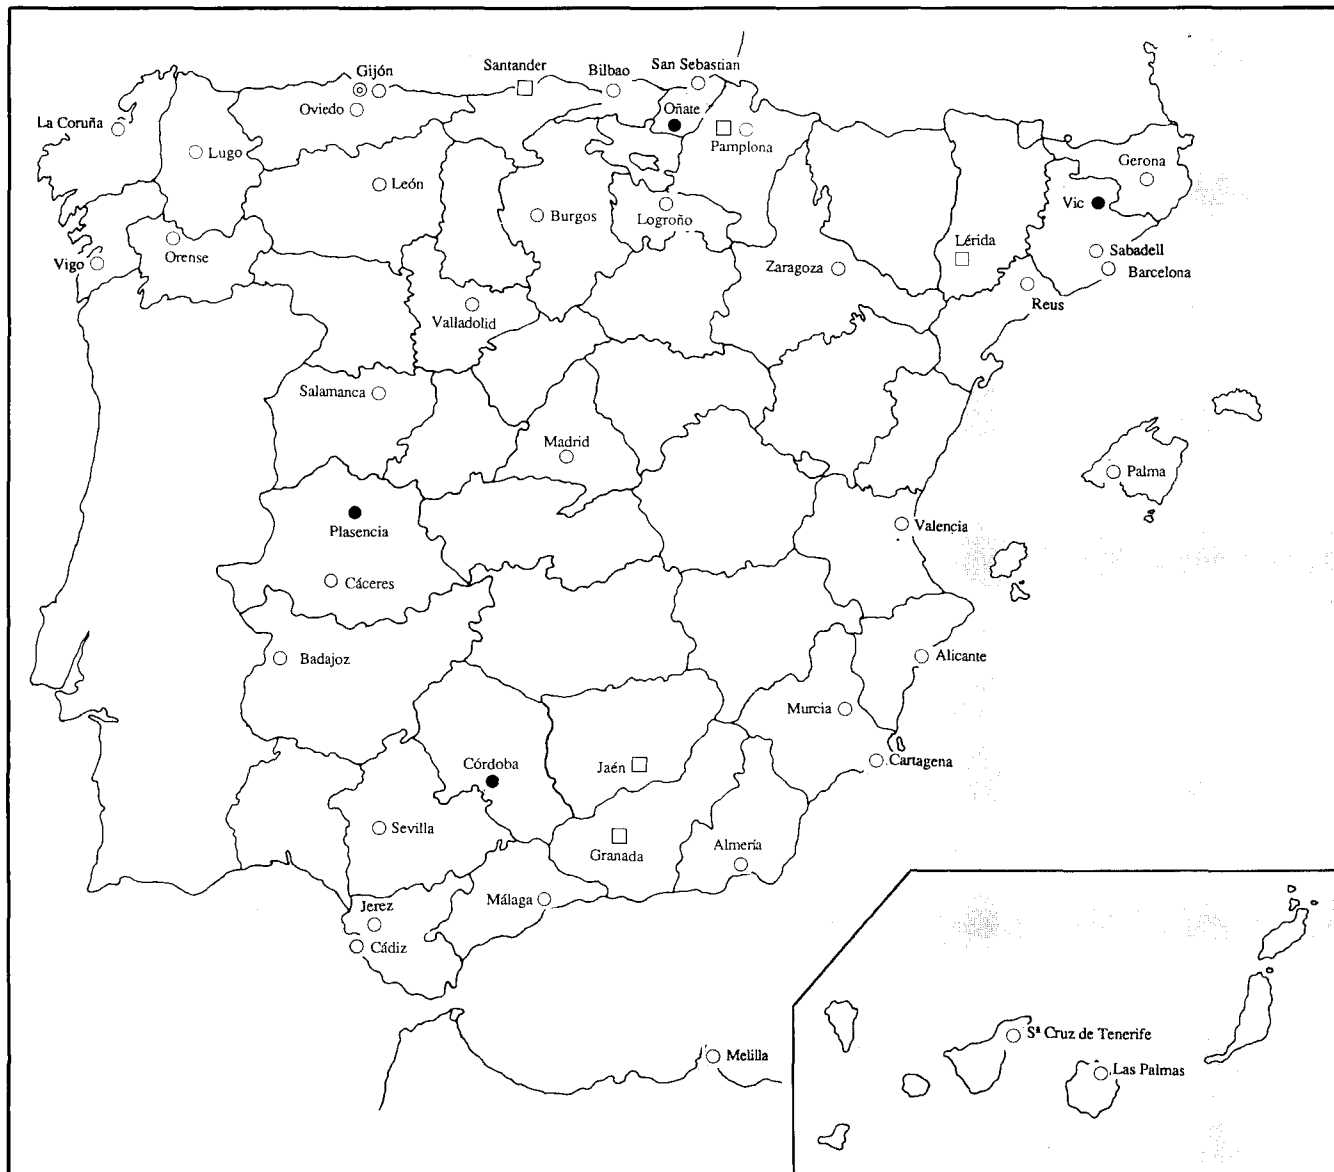 Gijón
Santander
Bilbao
San Sebastian
Oviedo
Oñate
La Coruña
Lugo
Pamplona
Gerona
León
Vic
Burgos
Logroño
Orense
Vigo
Lérida
Sabadell
Zaragoza
Barcelona
Reus
Valladolid
Salamanca
Madrid
Palma
Plasencia
Valencia
Cáceres
Badajoz
Alicante
Murcia
Córdoba
Jaén
Cartagena
Sevilla
Granada
Almería
Málaga
Jerez
Cádiz
Sª Cruz de Tenerife
Melilla
Las Palmas